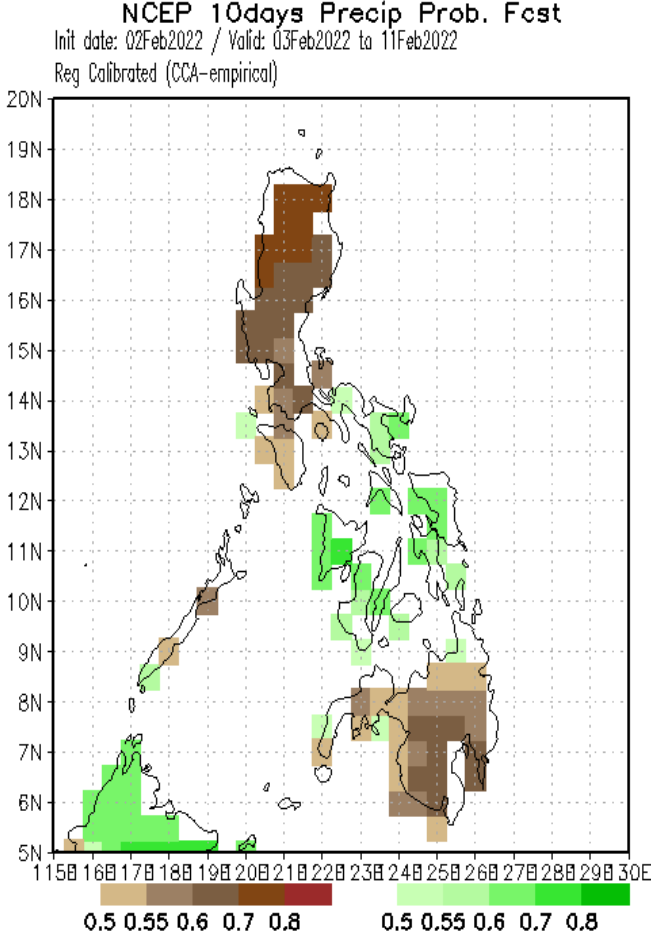 NCEP 10days Precip Prob. Fcst
Init date: 02Feb2022 / Valid: 03Feb2022 to 11Feb2022
Reg Calibrated (CCA-empirical)
20N
19N
18N
17N
16N
15N
14N
13N
12N
11N
10N
9N
8N
7N
6N
5N
115E 116E 117E 118E 119E 120E 121E 122E 123E 124E 125E 126E 127E 128E 129E 130E
0.5 0.55 0.6 0.7 0.8 0.5 0.55 0.6 0.7 0.8